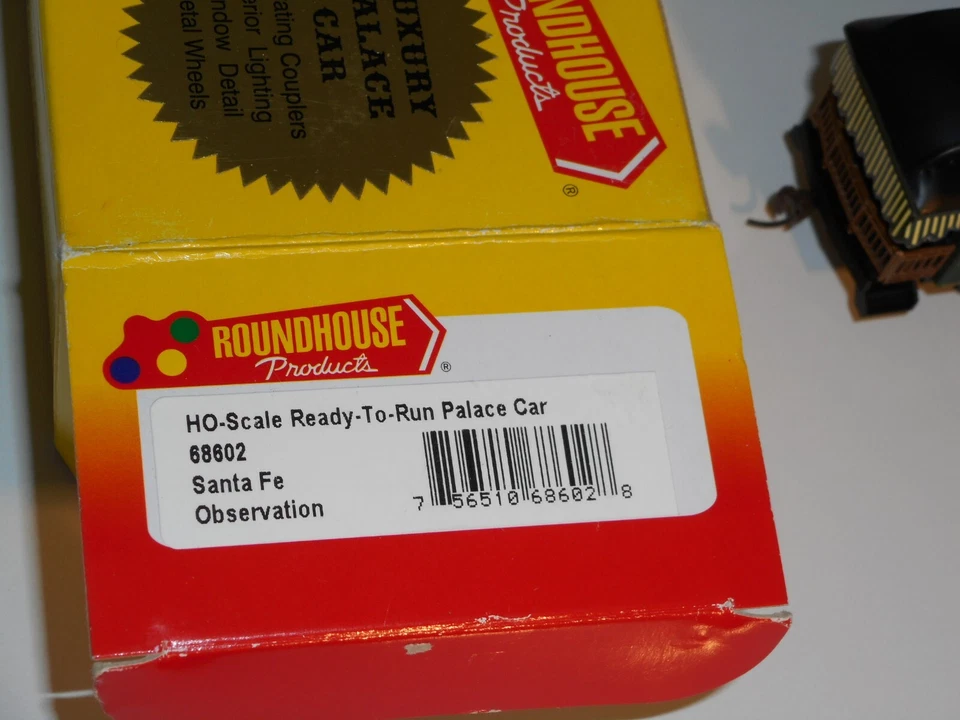 UXURY
ALACE
CAR
ating Couplers
erior Lighting
ndow Detail
etal Wheels
NDHOUSE
Products
®
ROUNDHOUSE
Products
®
HO-Scale Ready-To-Run Palace Car
68602
Santa Fe
Observation
7 56510 68602 8